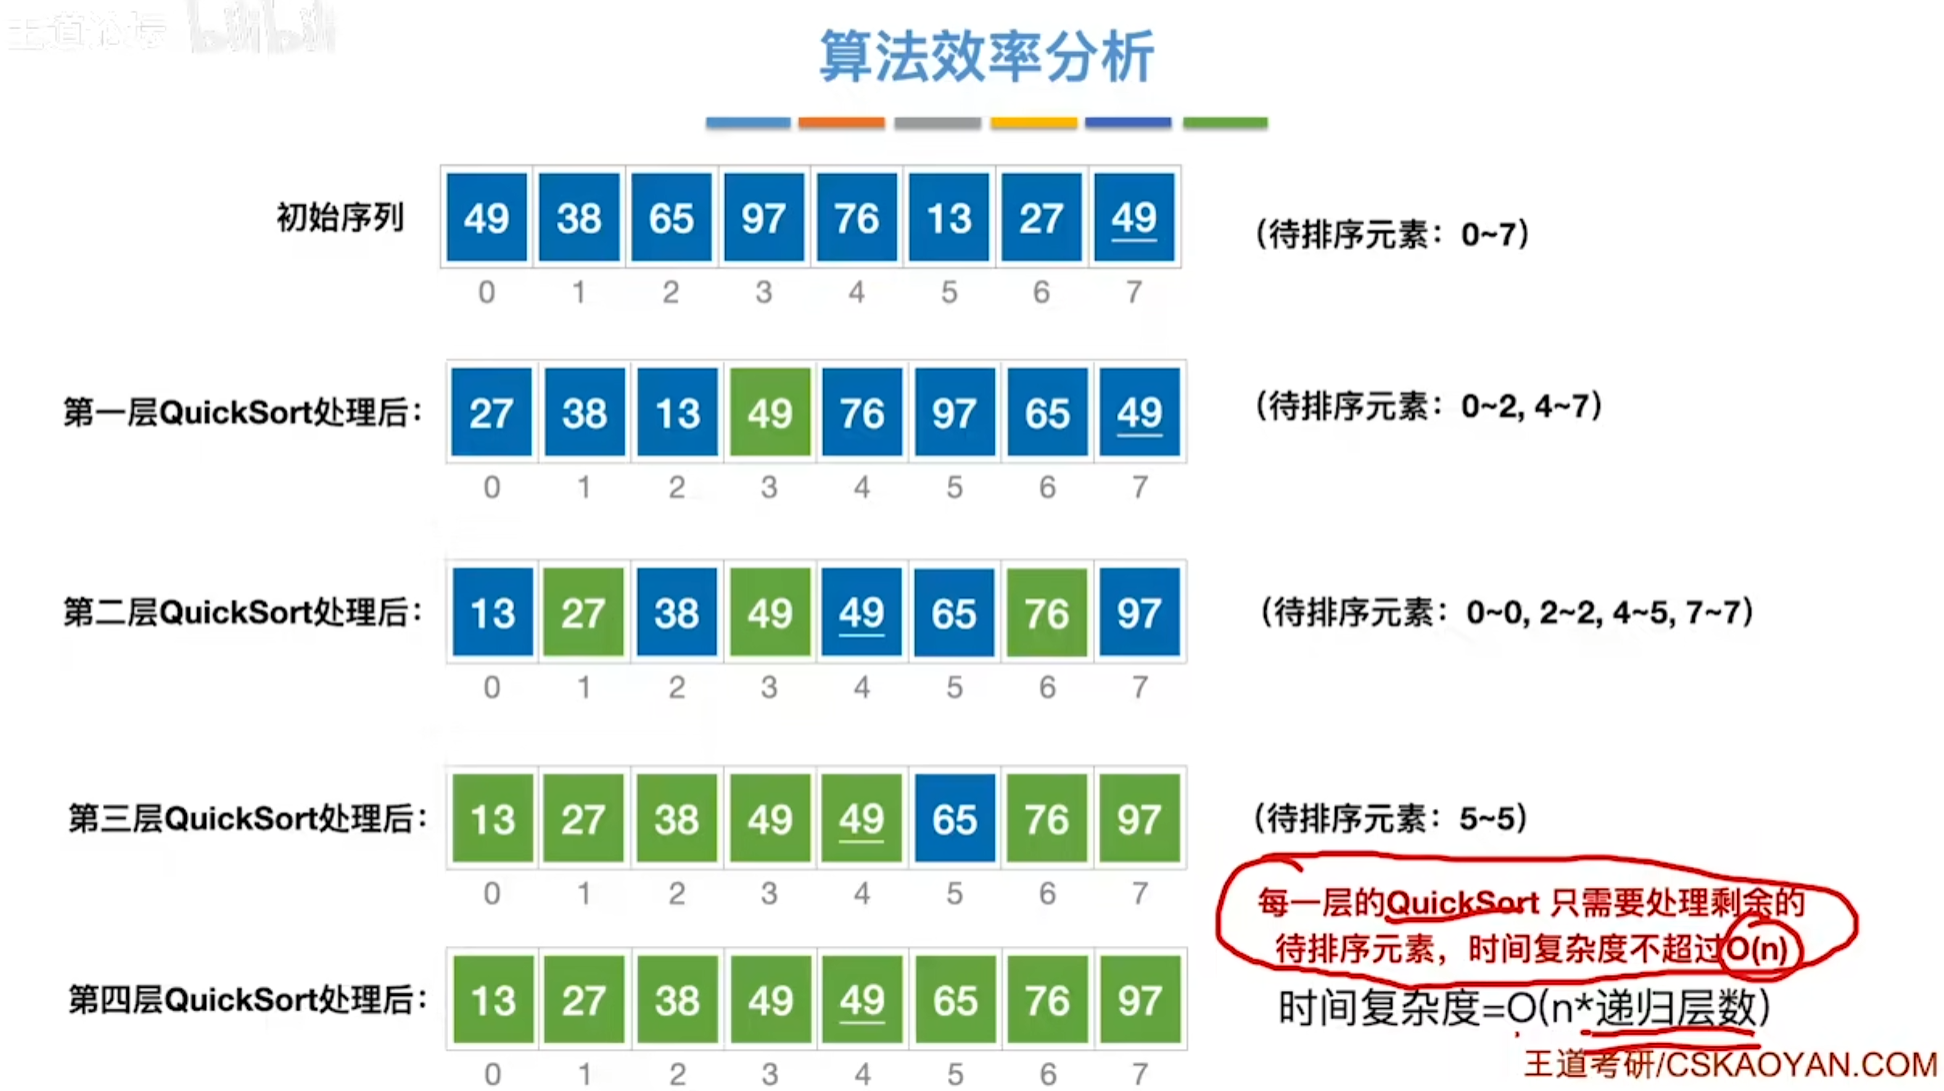 王道论坛 bilibili
算法效率分析
初始序列 49 38 65 97 76 13 27 49 (待排序元素：0~7)
0 1 2 3 4 5 6 7
第一层QuickSort处理后： 27 38 13 49 76 97 65 49 (待排序元素：0~2, 4~7)
0 1 2 3 4 5 6 7
第二层QuickSort处理后： 13 27 38 49 49 65 76 97 (待排序元素：0~0, 2~2, 4~5, 7~7)
0 1 2 3 4 5 6 7
第三层QuickSort处理后： 13 27 38 49 49 65 76 97 (待排序元素：5~5)
0 1 2 3 4 5 6 7
每一层的QuickSort 只需要处理剩余的
待排序元素，时间复杂度不超过O(n)
第四层QuickSort处理后： 13 27 38 49 49 65 76 97 时间复杂度=O(n*递归层数)
0 1 2 3 4 5 6 7
王道考研/CSKAOYAN.COM